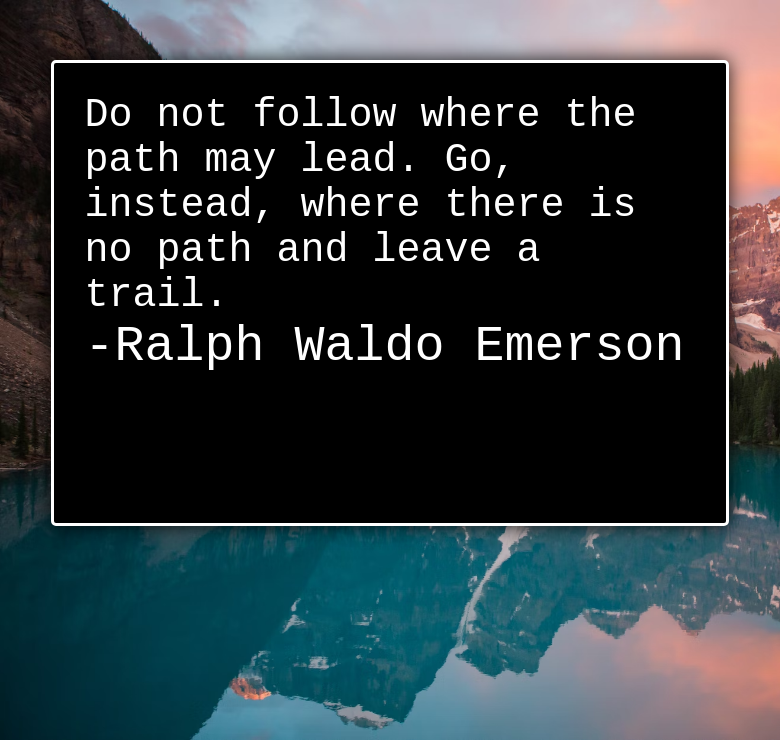 Do not follow where the
path may lead. Go,
instead, where there is
no path and leave a
trail.
-Ralph Waldo Emerson